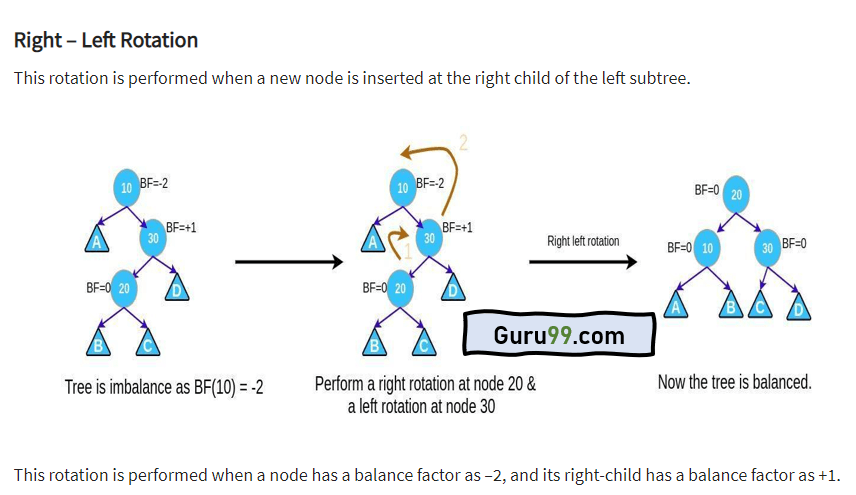 Right – Left Rotation
This rotation is performed when a new node is inserted at the right child of the left subtree.
2
10 BF=-2
10 BF=-2
BF=0 20
A
30 BF=+1
A
1
30 BF=+1
Right left rotation
BF=0 10
30 BF=0
BF=0 20
D
BF=0 20
D
A
B
C
D
B
C
B
C
Guru99.com
Tree is imbalance as BF(10) = -2
Perform a right rotation at node 20 &
a left rotation at node 30
Now the tree is balanced.
This rotation is performed when a node has a balance factor as –2, and its right-child has a balance factor as +1.